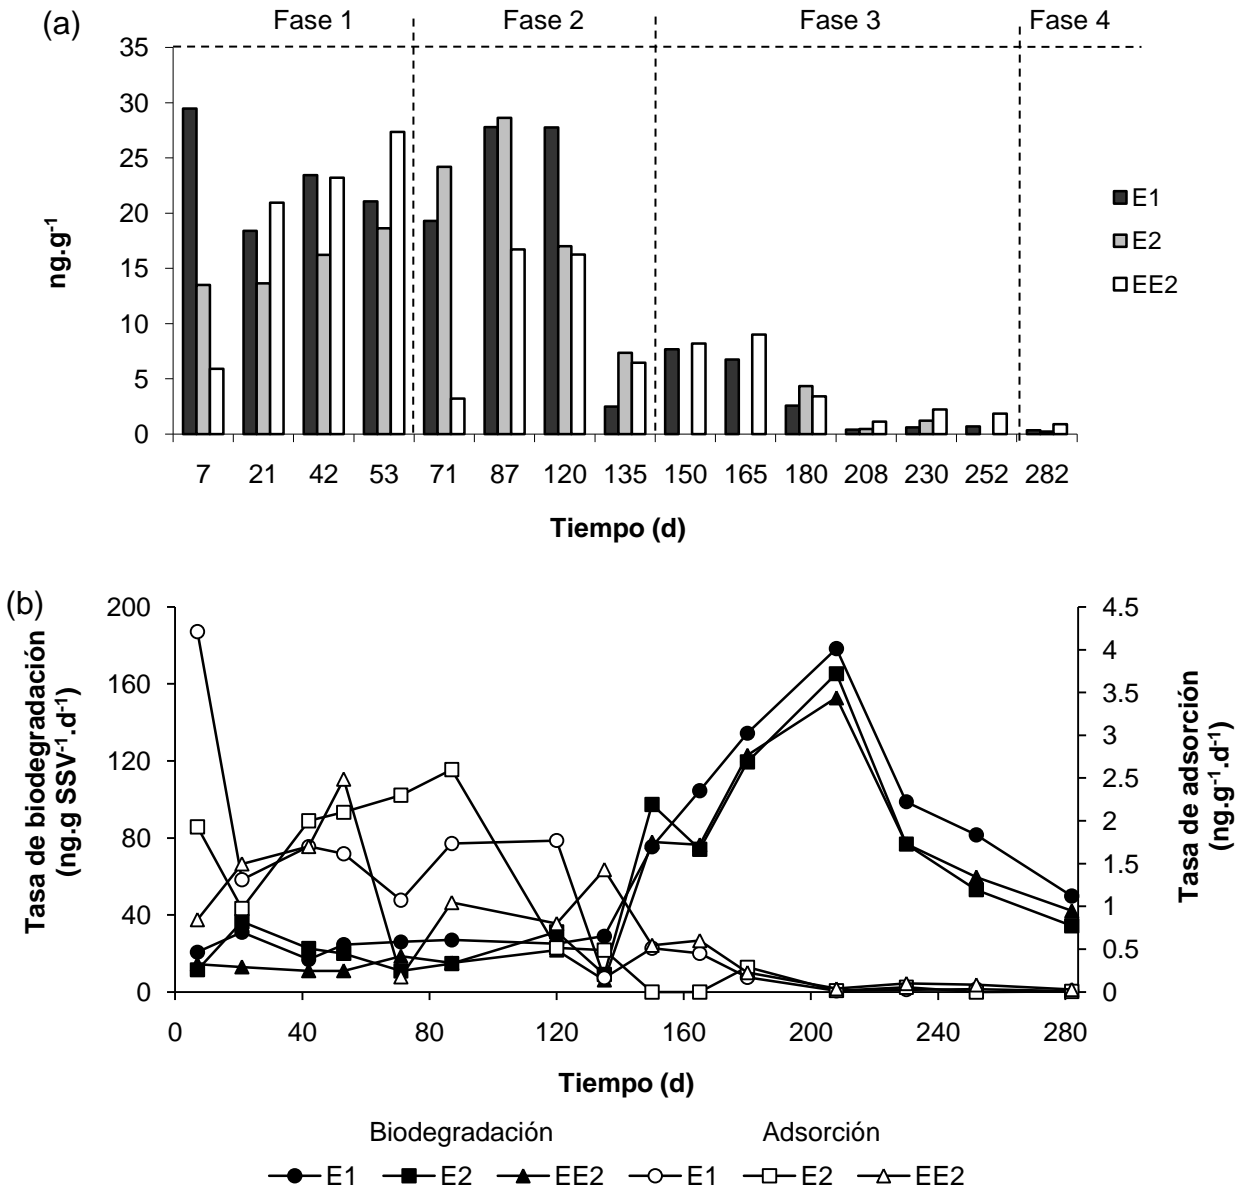 (a)
Fase 1 Fase 2 Fase 3 Fase 4
35
30
25
20
15
10
5
0
ng.g-1
7 21 42 53 71 87 120 135 150 165 180 208 230 252 282
Tiempo (d)
E1
E2
EE2
(b)
Tasa de biodegradación
(ng.g SSV-1.d-1)
200
160
120
80
40
0
4.5
4
3.5
3
2.5
2
1.5
1
0.5
0
Tasa de adsorción
(ng.g-1.d-1)
0 40 80 120 160 200 240 280
Tiempo (d)
Biodegradación Adsorción
E1 E2 EE2 E1 E2 EE2